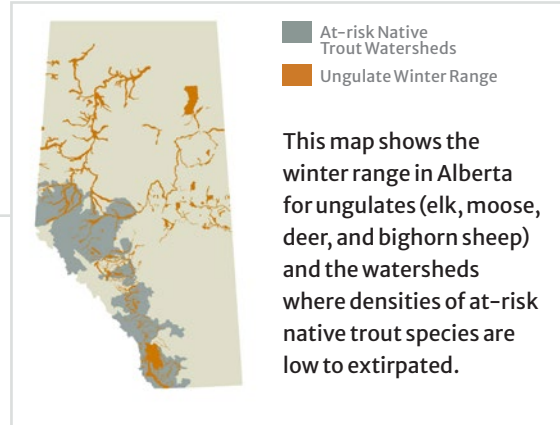 At-risk Native
Trout Watersheds
Ungulate Winter Range
This map shows the
winter range in Alberta
for ungulates (elk, moose,
deer, and bighorn sheep)
and the watersheds
where densities of at-risk
native trout species are
low to extirpated.